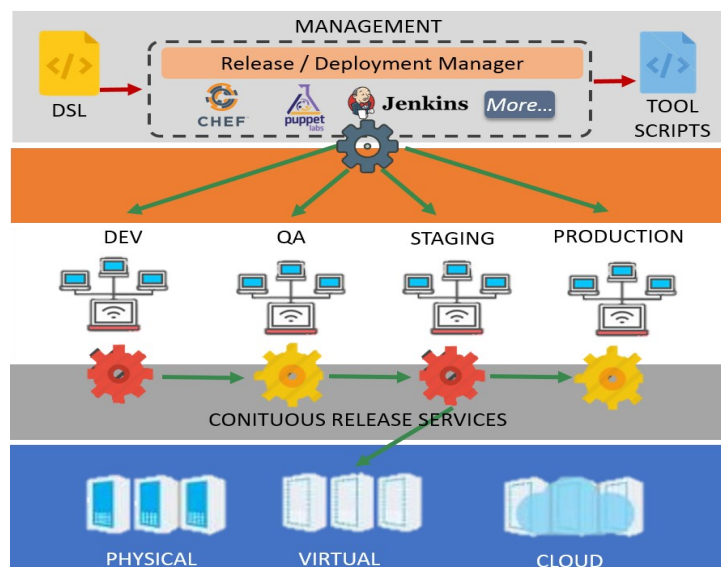 MANAGEMENT
Release / Deployment Manager
DSL
CHEF
puppet
labs
Jenkins
More...
TOOL
SCRIPTS
DEV
QA
STAGING
PRODUCTION
CONITUOUS RELEASE SERVICES
PHYSICAL
VIRTUAL
CLOUD